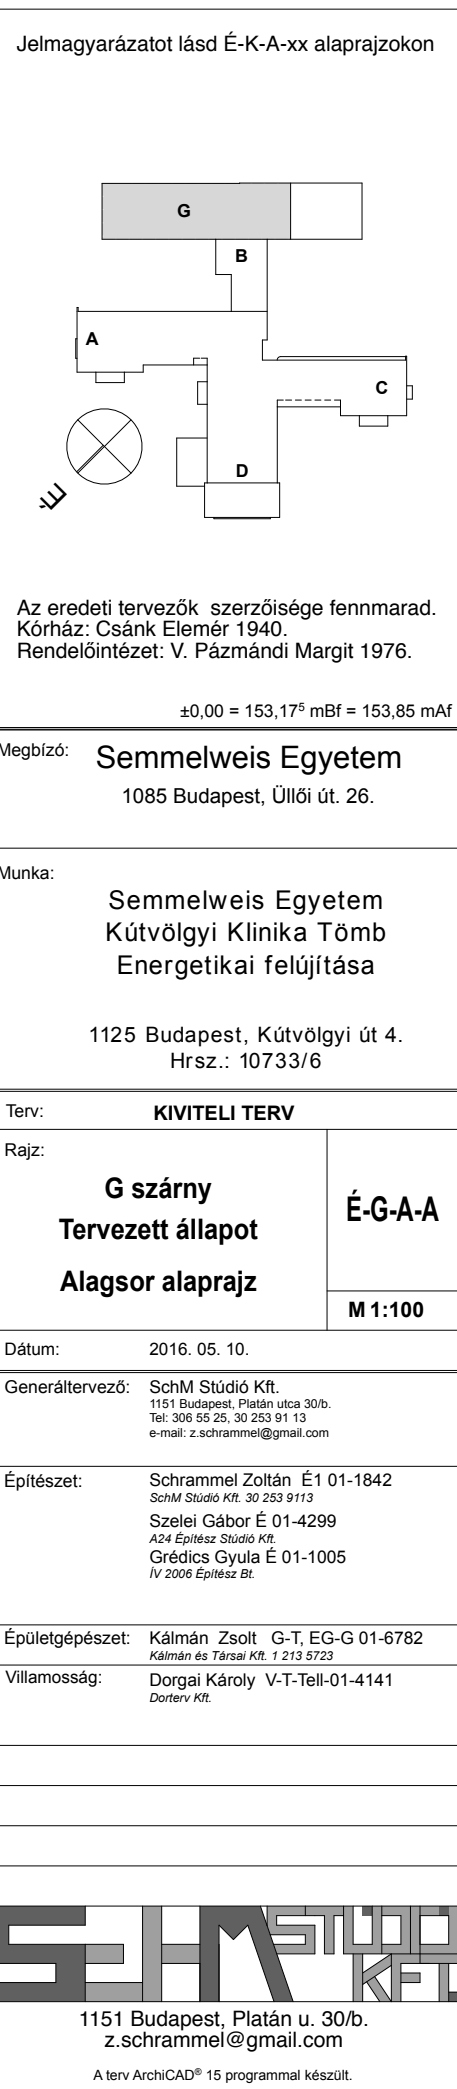 Jelmagyarázatot lásd É-K-A-xx alaprajzokon
G
B
A
C
D
É
Az eredeti tervezők szerzőisége fennmarad.
Kórház: Csánk Elemér 1940.
Rendelőintézet: V. Pázmándi Margit 1976.
±0,00 = 153,17⁵ mBf = 153,85 mAf
Megbízó: Semmelweis Egyetem
1085 Budapest, Üllői út. 26.
Munka:
Semmelweis Egyetem
Kútvölgyi Klinika Tömb
Energetikai felújítása
1125 Budapest, Kútvölgyi út 4.
Hrsz.: 10733/6
Terv: KIVITELI TERV
Rajz:
G szárny
Tervezett állapot
Alagsor alaprajz
É-G-A-A
M 1:100
Dátum: 2016. 05. 10.
Generáltervező: SchM Stúdió Kft.
1151 Budapest, Platán utca 30/b.
Tel: 306 55 25, 30 253 91 13
e-mail: z.schrammel@gmail.com
Építészet: Schrammel Zoltán É1 01-1842
SchM Stúdió Kft. 30 253 9113
Szelei Gábor É 01-4299
A24 Építész Stúdió Kft.
Grédics Gyula É 01-1005
ÍV 2006 Építész Bt.
Épületgépészet: Kálmán Zsolt G-T, EG-G 01-6782
Kálmán és Társai Kft. 1 213 5723
Villamosság: Dorgai Károly V-T-Tell-01-4141
Dorterv Kft.
SCHM STÚDIÓ
KFT.
1151 Budapest, Platán u. 30/b.
z.schrammel@gmail.com
A terv ArchiCAD® 15 programmal készült.